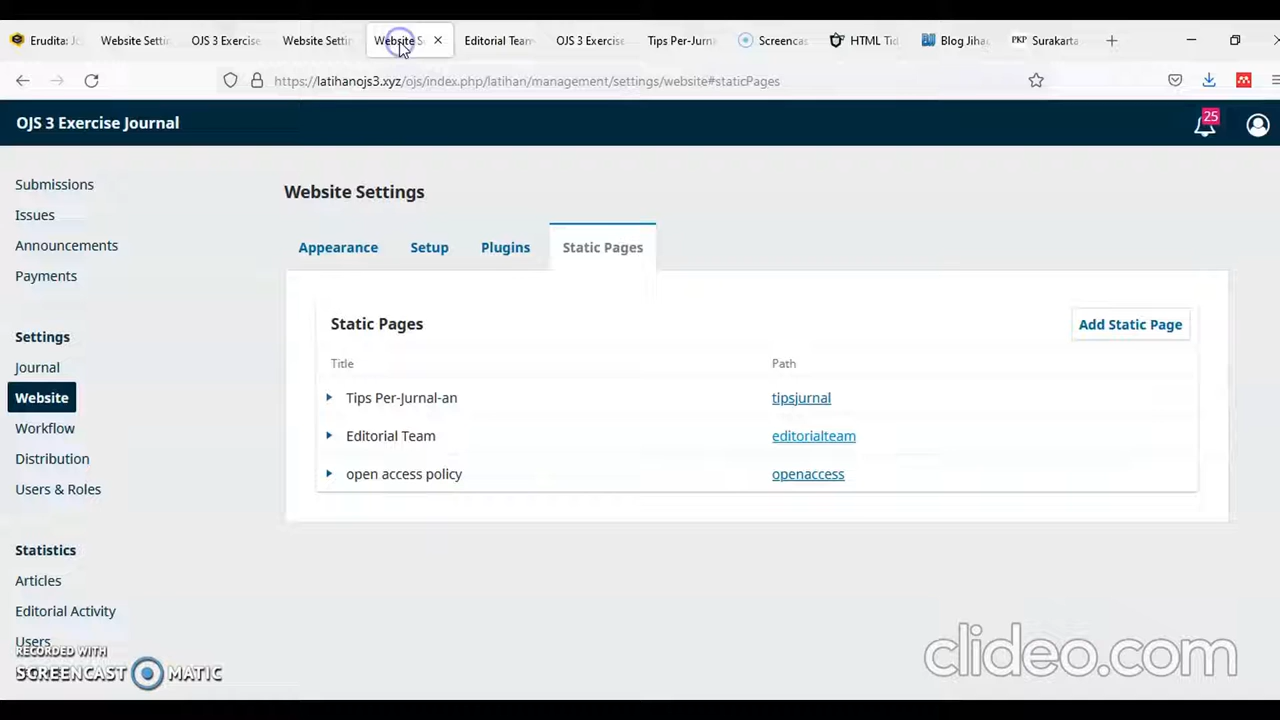 Erudita: Jo
Website Settin
OJS 3 Exercise
Website Settin
Website S
Editorial Team
OJS 3 Exercise
Tips Per-Jurna
Screencas
HTML Tid
Blog Jihad
Surakarta
https://latihanojs3.xyz/ojs/index.php/latihan/management/settings/website#staticPages
OJS 3 Exercise Journal
25
Submissions
Issues
Announcements
Payments
Settings
Journal
Website
Workflow
Distribution
Users & Roles
Statistics
Articles
Editorial Activity
Users
Website Settings
Appearance
Setup
Plugins
Static Pages
Static Pages
Add Static Page
Title
Path
Tips Per-Jurnal-an
tipsjurnal
Editorial Team
editorialteam
open access policy
openaccess
RECORDED WITH
SCREENCAST MATIC
clideo.com